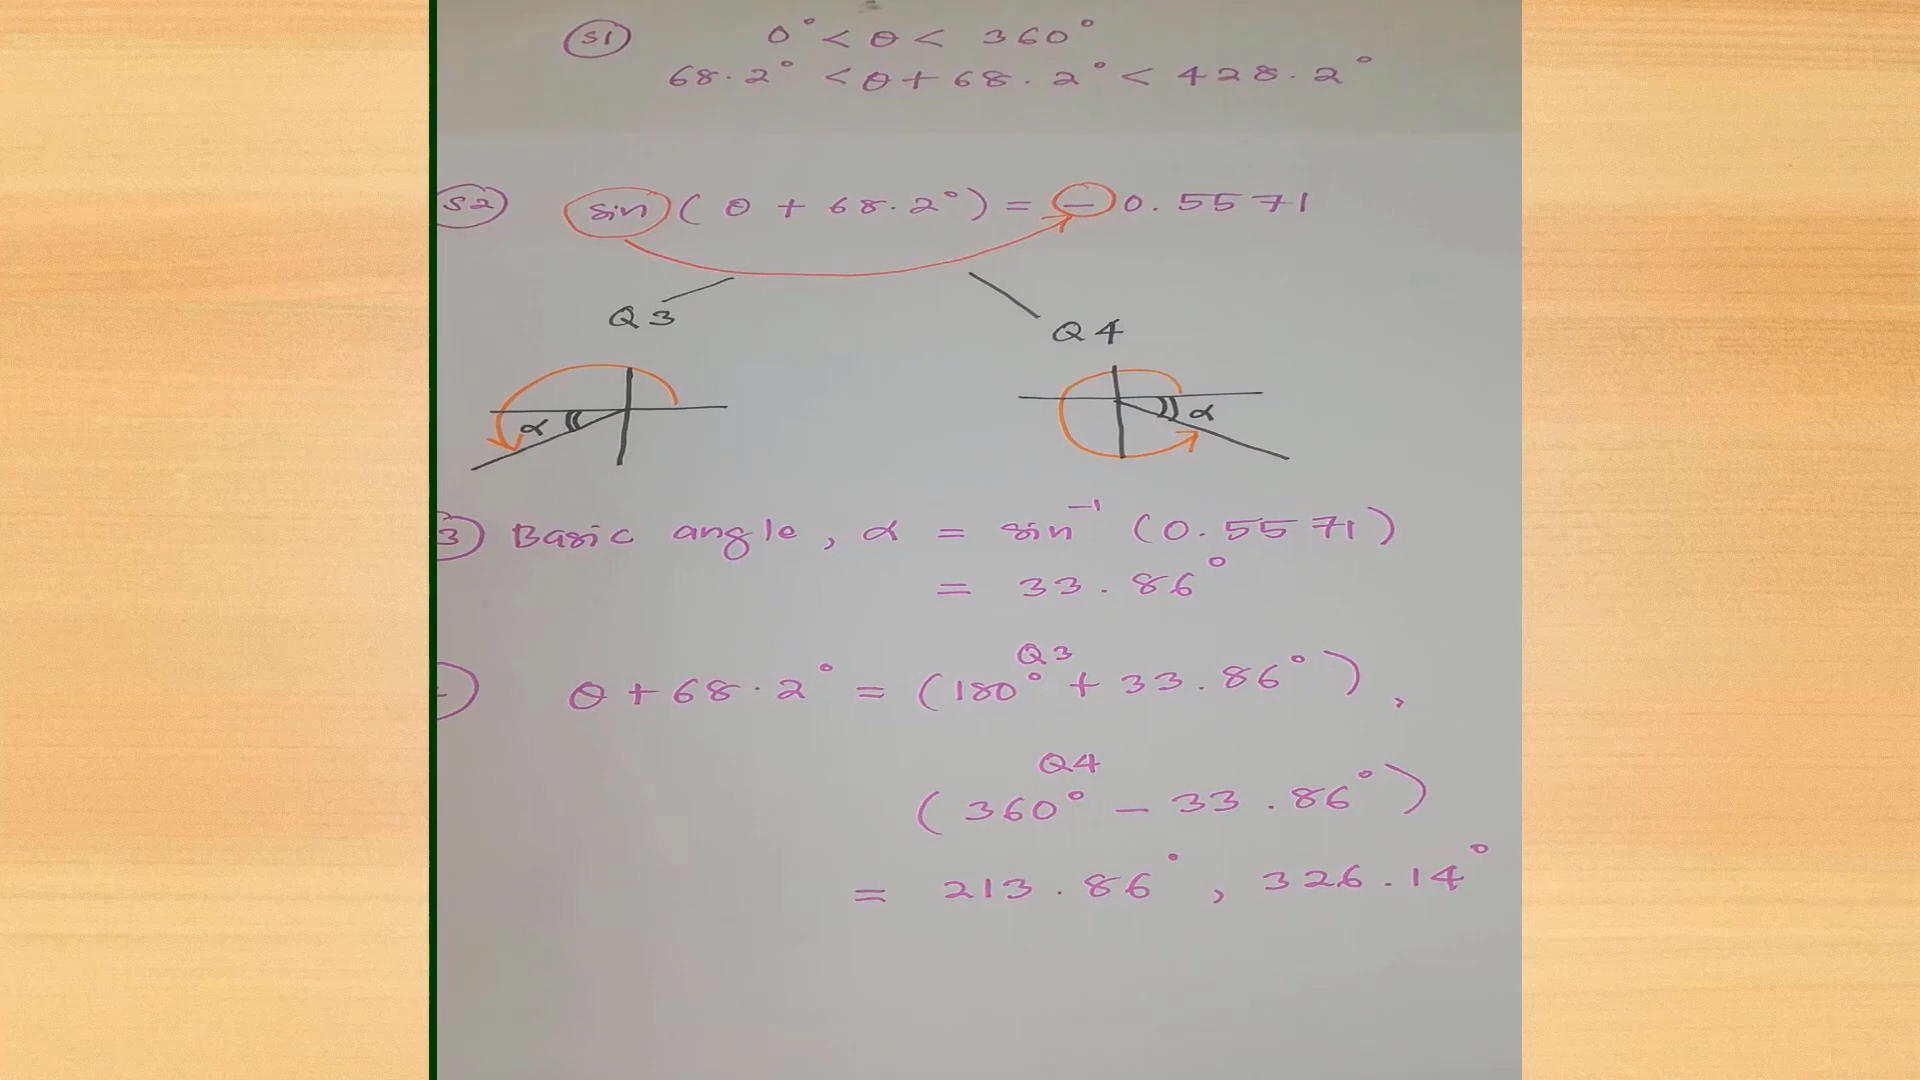 S1 0° < θ < 360°
68.2° < θ + 68.2° < 428.2°
S2 sin (θ + 68.2°) = - 0.5571
Q3 Q4
α α
3 Basic angle, α = sin⁻¹ (0.5571)
= 33.86°
Q3
θ + 68.2° = (180° + 33.86°),
Q4
(360° - 33.86°)
= 213.86°, 326.14°